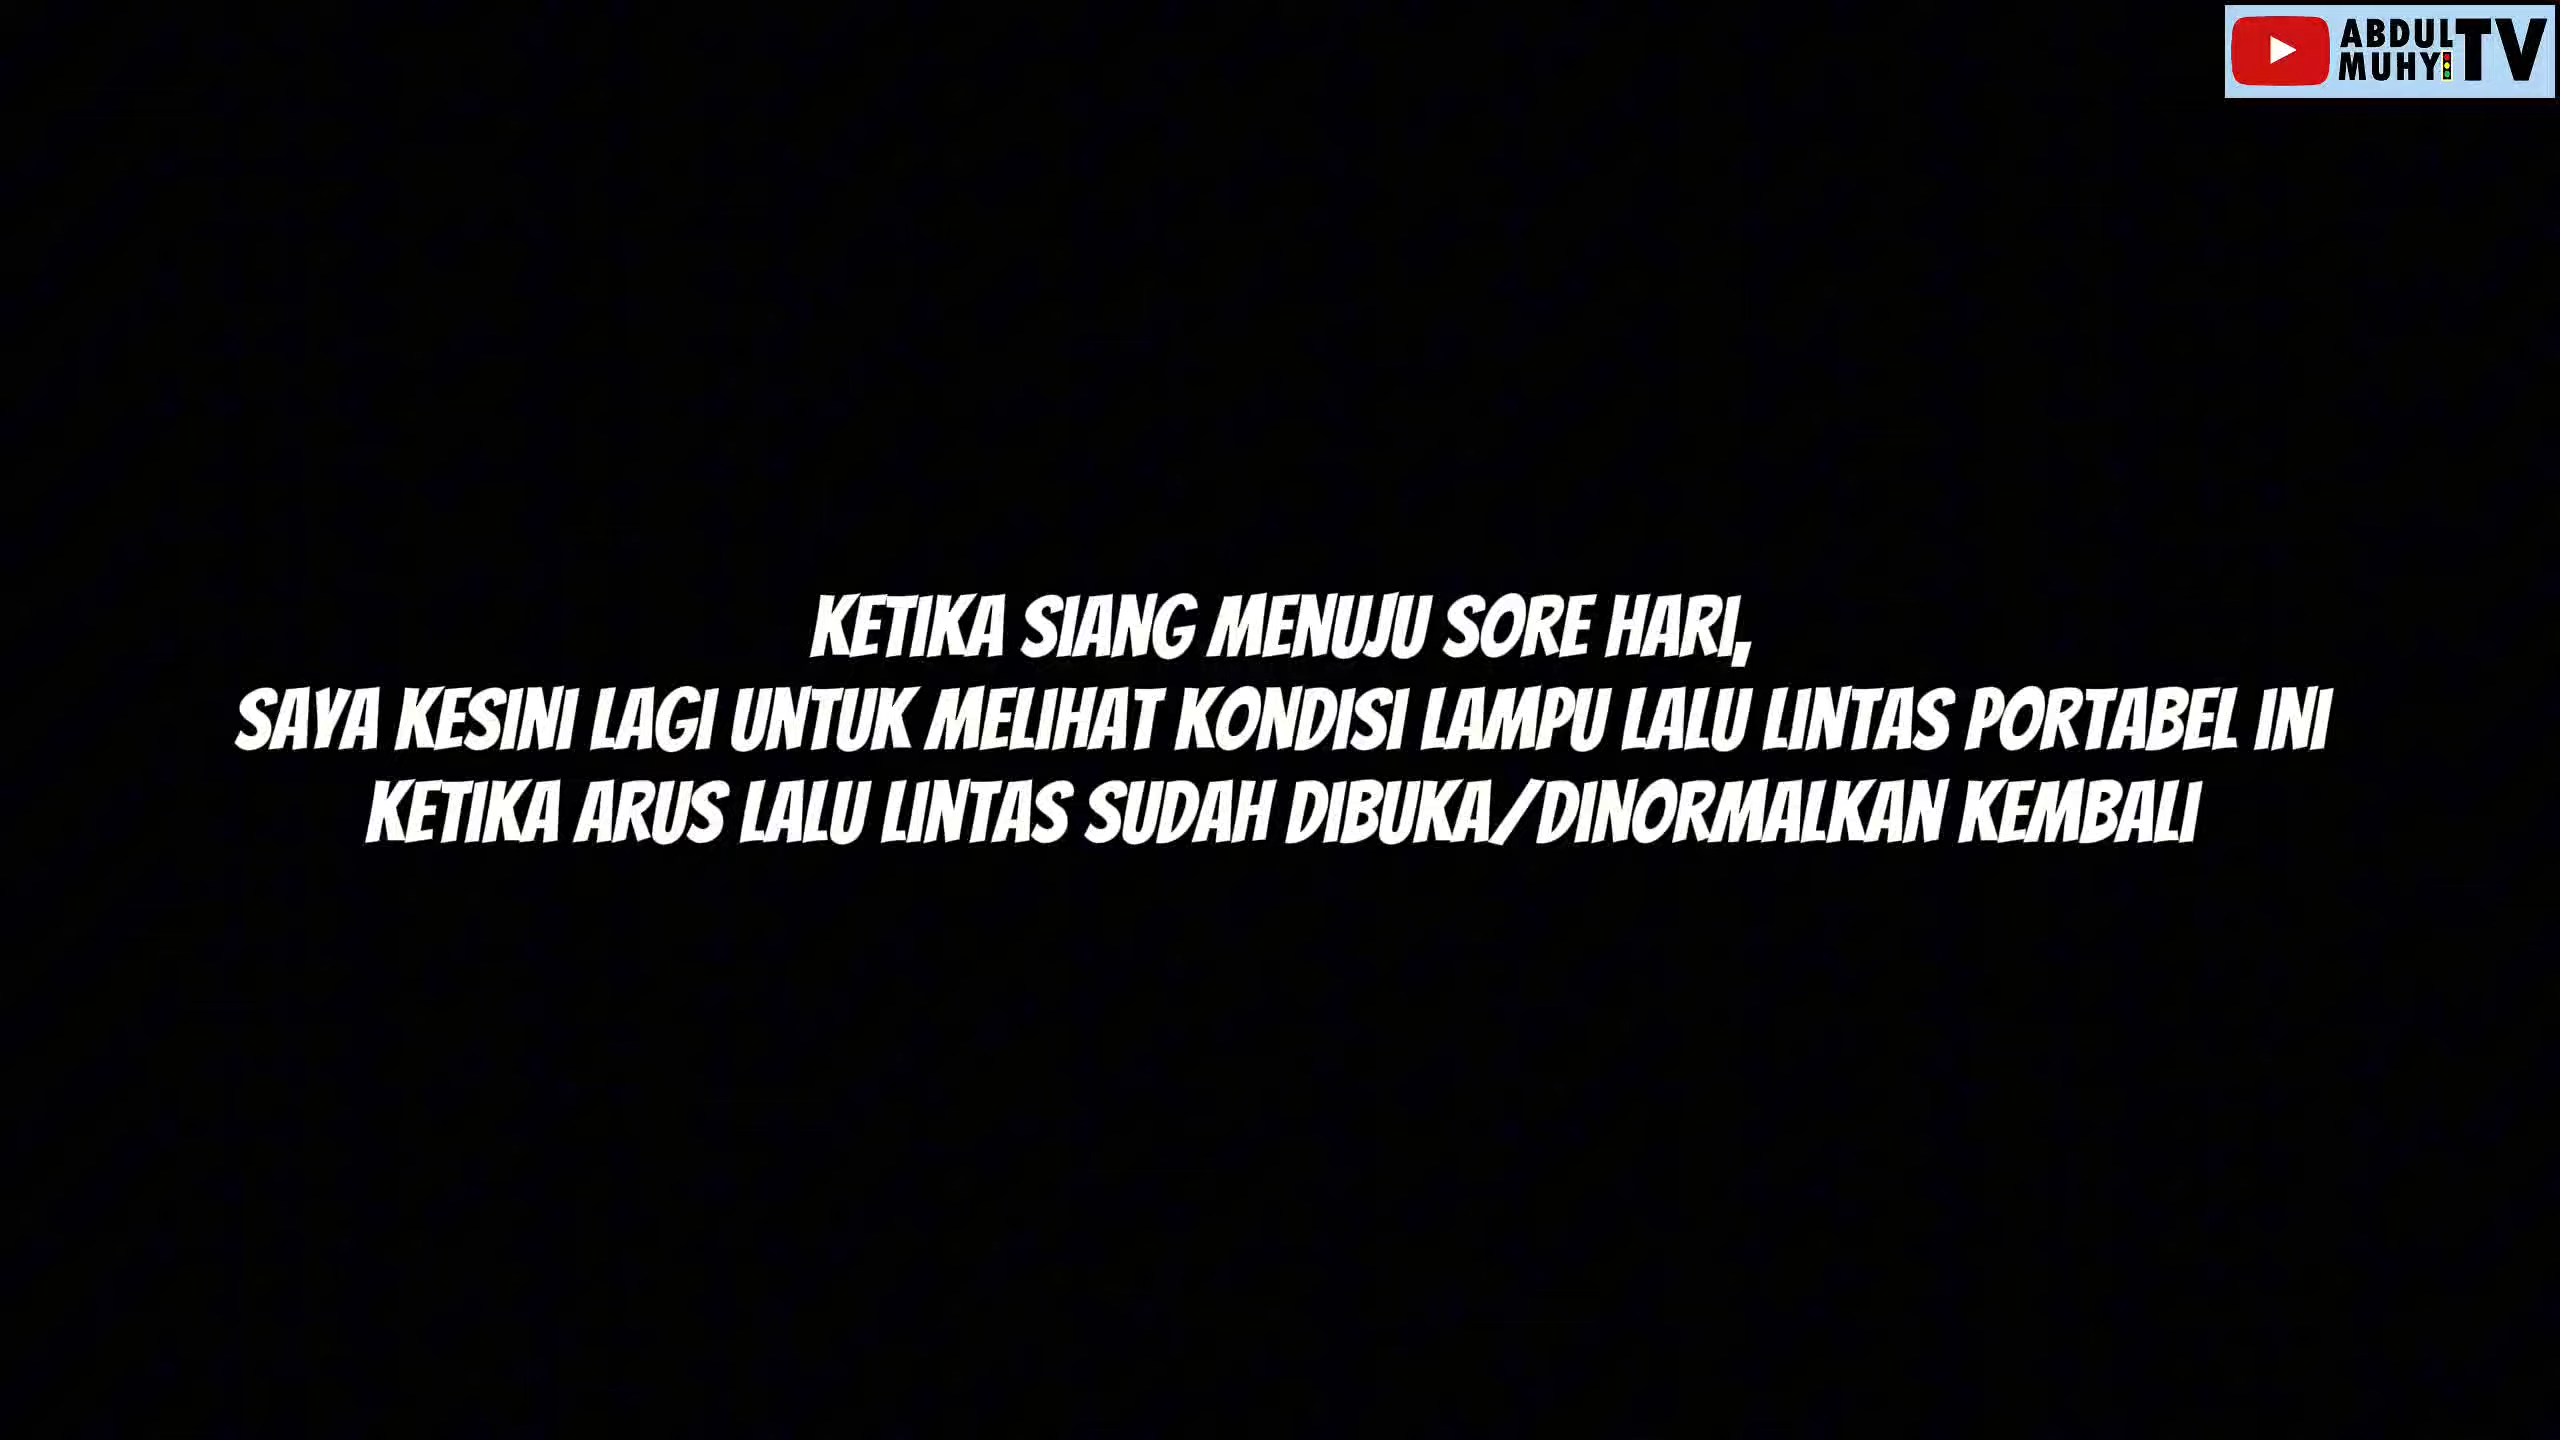 ABDUL
MUHYI TV
KETIKA SIANG MENUJU SORE HARI,
SAYA KESINI LAGI UNTUK MELIHAT KONDISI LAMPU LALU LINTAS PORTABEL INI
KETIKA ARUS LALU LINTAS SUDAH DIBUKA/DINORMALKAN KEMBALI